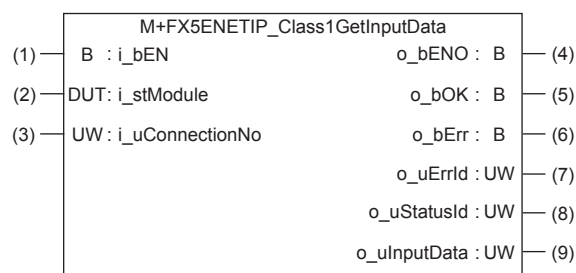 M+FX5ENETIP_Class1GetInputData
(1) B : i_bEN o_bENO : B (4)
(2) DUT: i_stModule o_bOK : B (5)
(3) UW : i_uConnectionNo o_bErr : B (6)
o_uErrId : UW (7)
o_uStatusId : UW (8)
o_uInputData : UW (9)